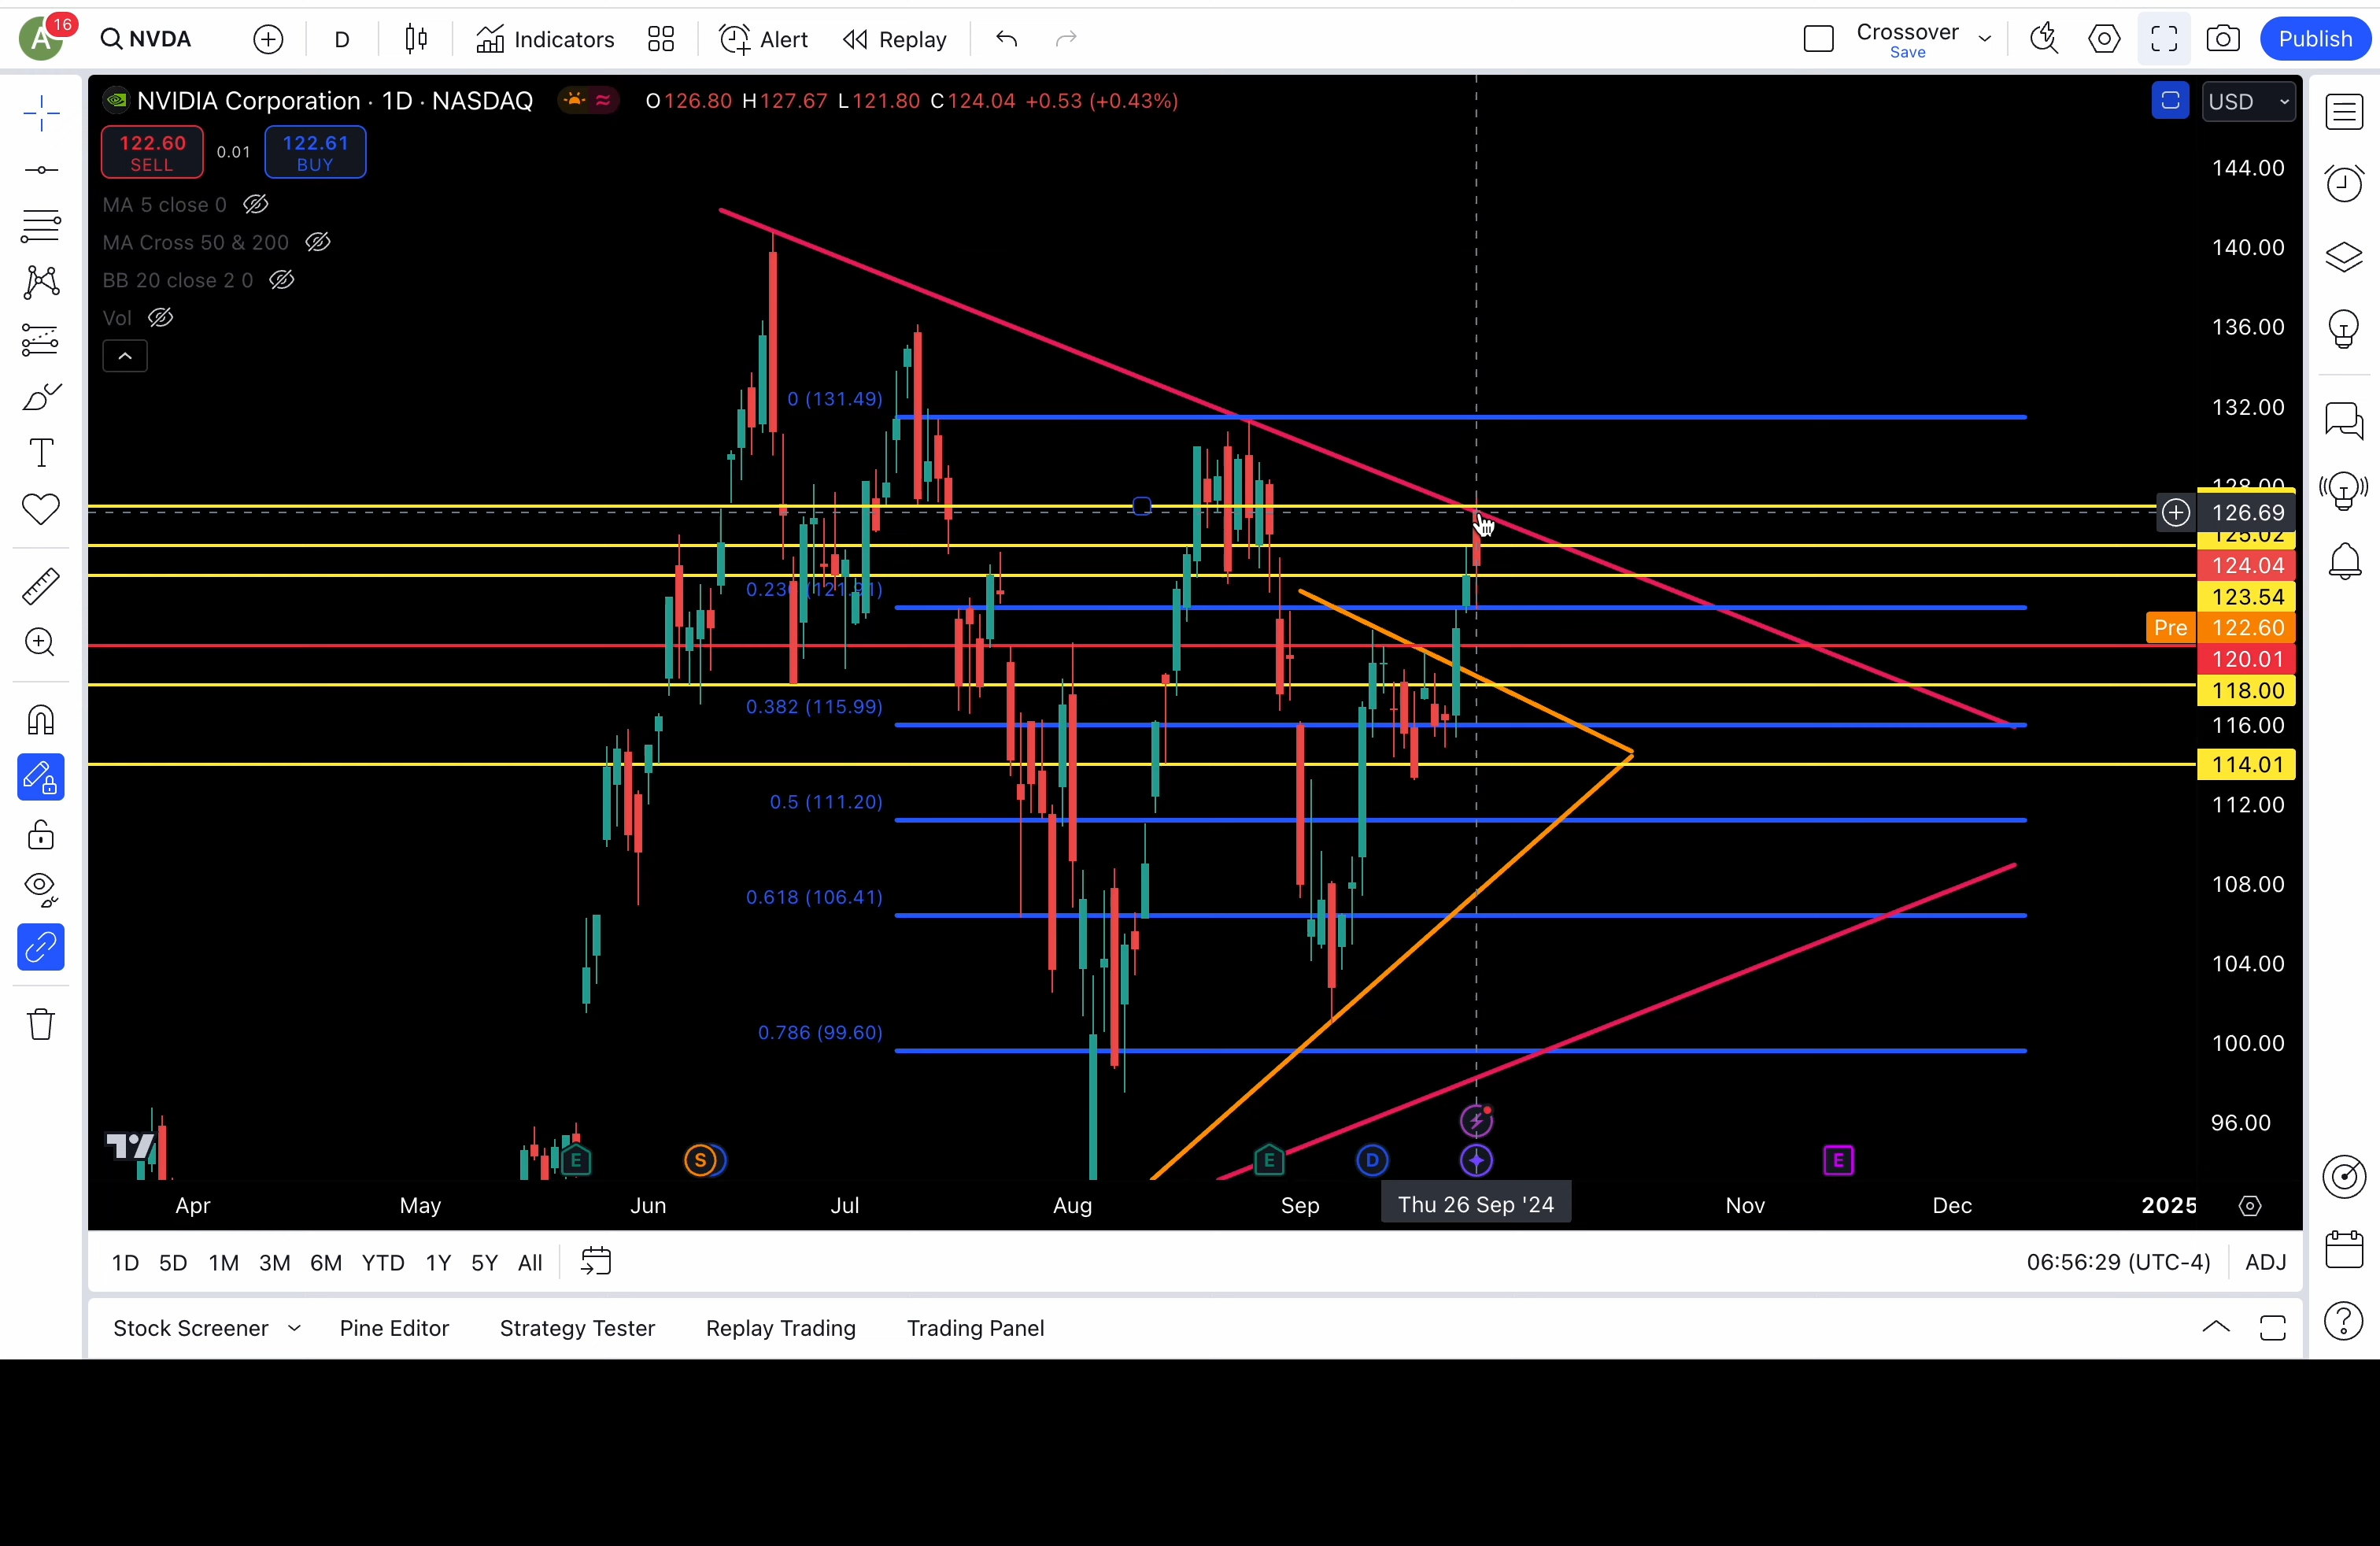 A 16 NVDA D Indicators Alert Replay Crossover Save Publish
NVIDIA Corporation · 1D · NASDAQ O126.80 H127.67 L121.80 C124.04 +0.53 (+0.43%) USD
122.60 SELL 0.01 122.61 BUY
MA 5 close 0
MA Cross 50 & 200
BB 20 close 2 0
Vol
144.00
140.00
136.00
132.00
128.00
126.69
125.02
124.04
123.54
Pre 122.60
120.01
118.00
116.00
114.01
112.00
108.00
104.00
100.00
96.00
0 (131.49)
0.382 (115.99)
0.5 (111.20)
0.618 (106.41)
0.786 (99.60)
E S E D E
Apr May Jun Jul Aug Sep Thu 26 Sep '24 Nov Dec 2025
1D 5D 1M 3M 6M YTD 1Y 5Y All 06:56:29 (UTC-4) ADJ
Stock Screener Pine Editor Strategy Tester Replay Trading Trading Panel